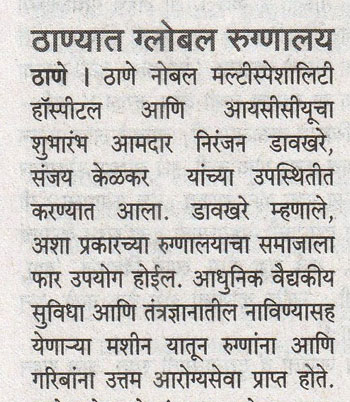 ठाण्यात ग्लोबल रुग्णालय
ठाणे । ठाणे नोबल मल्टीस्पेशालिटी
हॉस्पीटल आणि आयसीसीयूचा
शुभारंभ आमदार निरंजन डावखरे,
संजय केळकर यांच्या उपस्थितीत
करण्यात आला. डावखरे म्हणाले,
अशा प्रकारच्या रुग्णालयाचा समाजाला
फार उपयोग होईल. आधुनिक वैद्यकीय
सुविधा आणि तंत्रज्ञानातील नाविण्यासह
येणाऱ्या मशीन यातून रुग्णांना आणि
गरिबांना उत्तम आरोग्यसेवा प्राप्त होते.